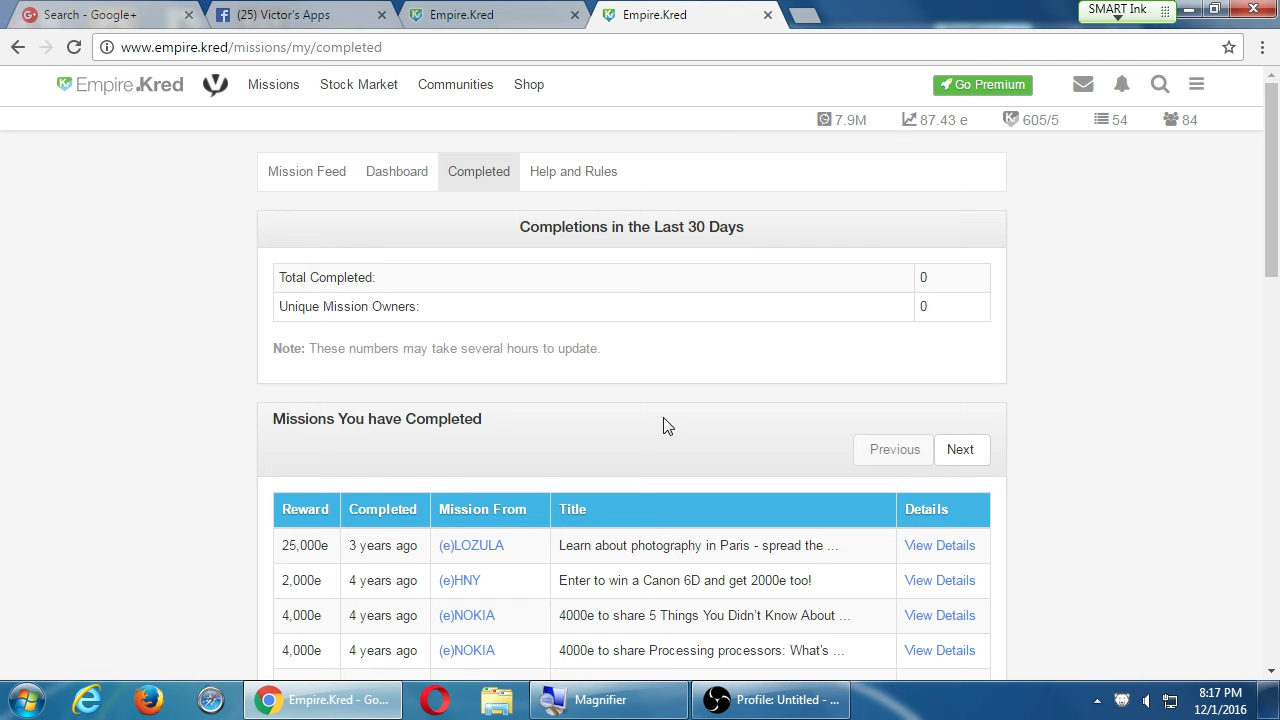 Search - Google+
(25) Victor's Apps
Empire.Kred
Empire.Kred
SMART Ink
www.empire.kred/missions/my/completed
Empire.Kred
Missions
Stock Market
Communities
Shop
Go Premium
7.9M
87.43 e
605/5
54
84
Mission Feed
Dashboard
Completed
Help and Rules
Completions in the Last 30 Days
Total Completed: 0
Unique Mission Owners: 0
Note: These numbers may take several hours to update.
Missions You have Completed
Previous
Next
Reward Completed Mission From Title Details
25,000e 3 years ago (e)LOZULA Learn about photography in Paris - spread the ... View Details
2,000e 4 years ago (e)HNY Enter to win a Canon 6D and get 2000e too! View Details
4,000e 4 years ago (e)NOKIA 4000e to share 5 Things You Didn't Know About ... View Details
4,000e 4 years ago (e)NOKIA 4000e to share Processing processors: What's ... View Details
Empire.Kred - Go...
Magnifier
Profile: Untitled - ...
8:17 PM
12/1/2016